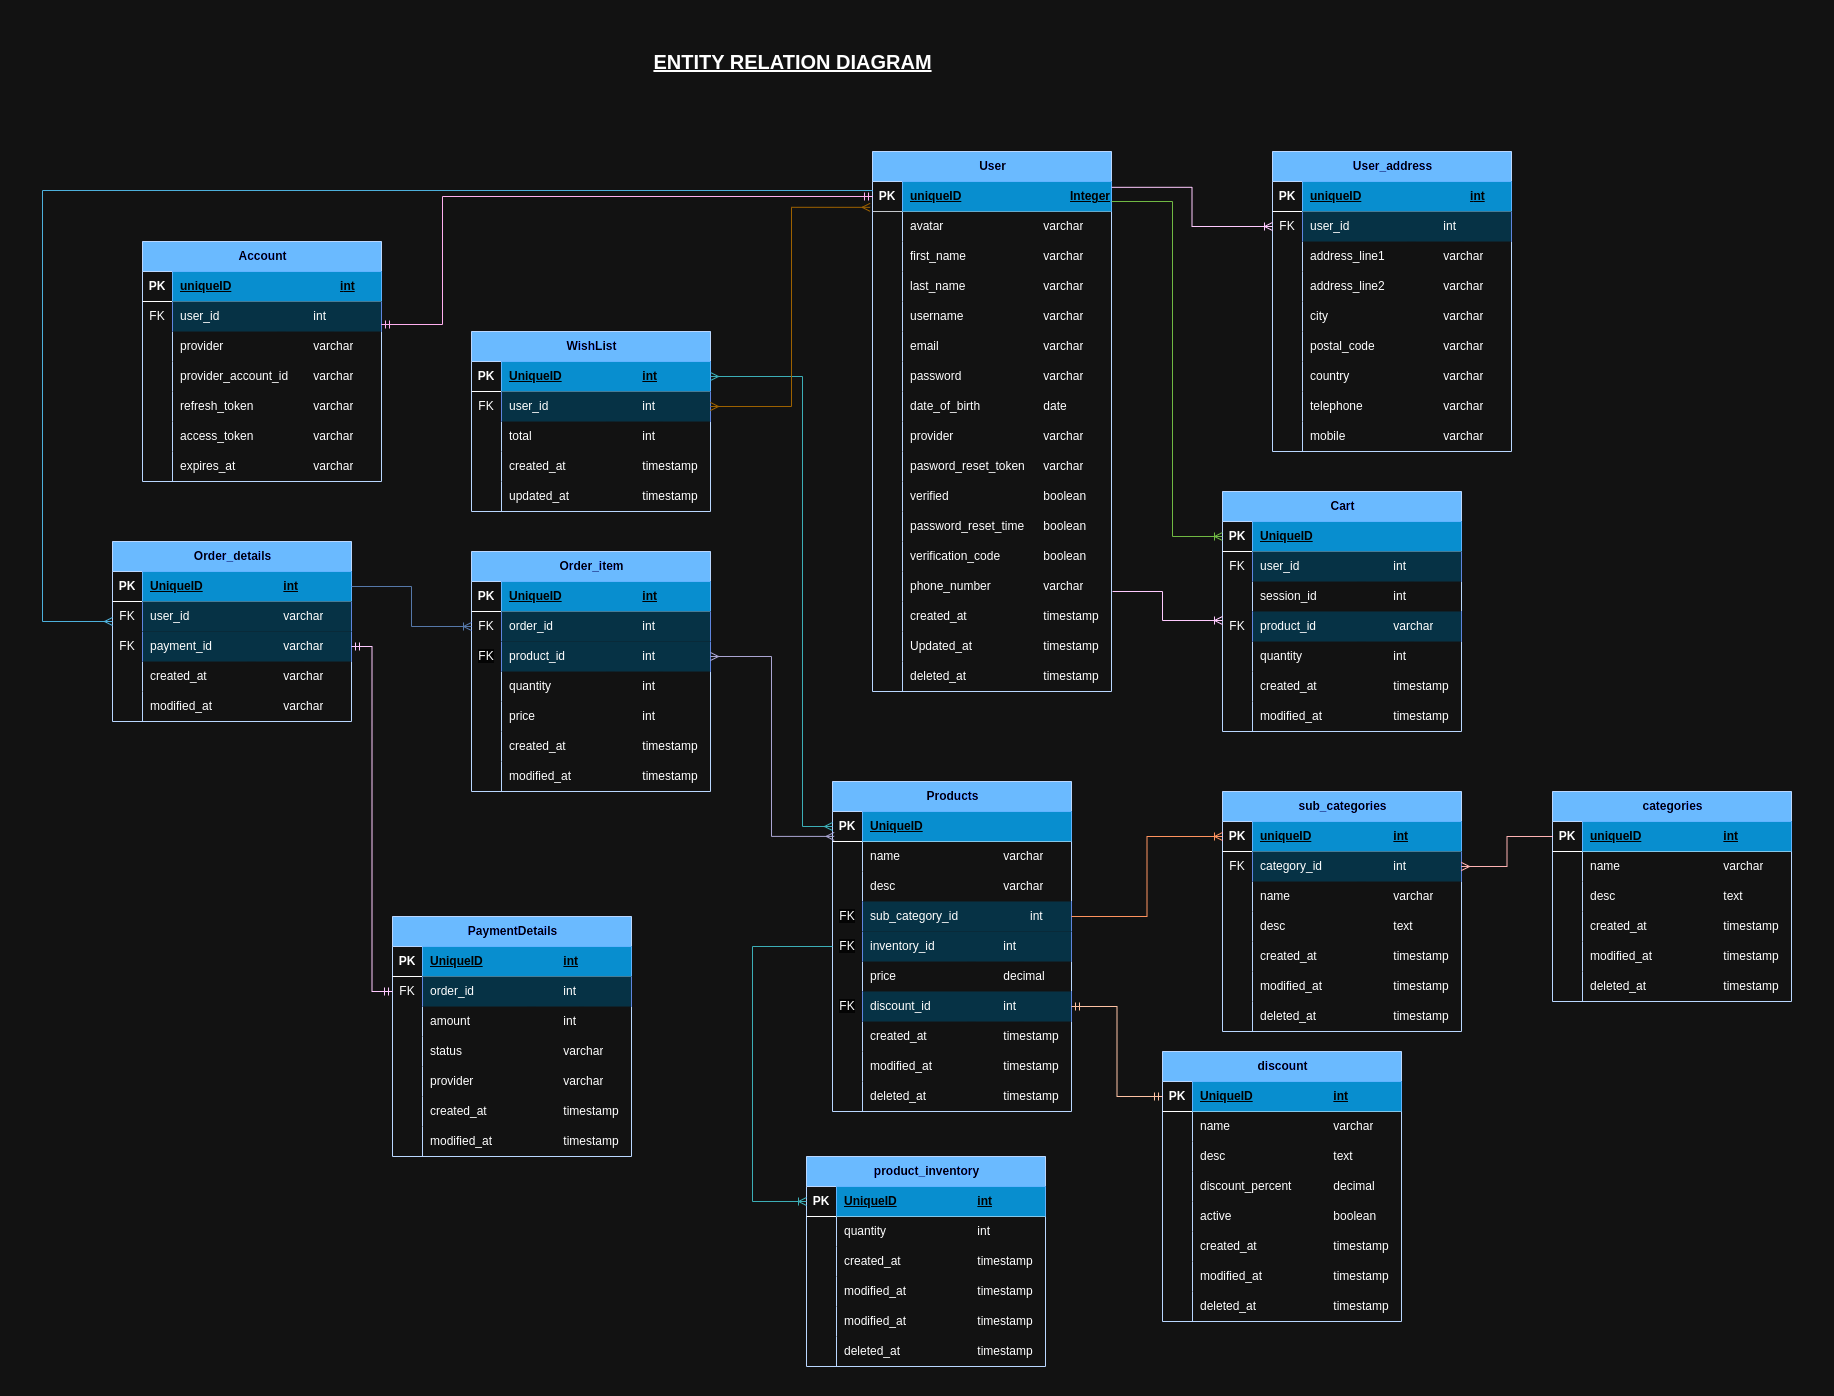 ENTITY RELATION DIAGRAM
User
PK uniqueID Integer
avatar varchar
first_name varchar
last_name varchar
username varchar
email varchar
password varchar
date_of_birth date
provider varchar
pasword_reset_token varchar
verified boolean
password_reset_time boolean
verification_code boolean
phone_number varchar
created_at timestamp
Updated_at timestamp
deleted_at timestamp
User_address
PK uniqueID int
FK user_id int
address_line1 varchar
address_line2 varchar
city varchar
postal_code varchar
country varchar
telephone varchar
mobile varchar
Account
PK uniqueID int
FK user_id int
provider varchar
provider_account_id varchar
refresh_token varchar
access_token varchar
expires_at varchar
WishList
PK UniqueID int
FK user_id int
total int
created_at timestamp
updated_at timestamp
Cart
PK UniqueID
FK user_id int
session_id int
FK product_id varchar
quantity int
created_at timestamp
modified_at timestamp
Order_details
PK UniqueID int
FK user_id varchar
FK payment_id varchar
created_at varchar
modified_at varchar
Order_item
PK UniqueID int
FK order_id int
FK product_id int
quantity int
price int
created_at timestamp
modified_at timestamp
Products
PK UniqueID
name varchar
desc varchar
FK sub_category_id int
FK inventory_id int
price decimal
FK discount_id int
created_at timestamp
modified_at timestamp
deleted_at timestamp
sub_categories
PK uniqueID int
FK category_id int
name varchar
desc text
created_at timestamp
modified_at timestamp
deleted_at timestamp
categories
PK uniqueID int
name varchar
desc text
created_at timestamp
modified_at timestamp
deleted_at timestamp
PaymentDetails
PK UniqueID int
FK order_id int
amount int
status varchar
provider varchar
created_at timestamp
modified_at timestamp
discount
PK UniqueID int
name varchar
desc text
discount_percent decimal
active boolean
created_at timestamp
modified_at timestamp
deleted_at timestamp
product_inventory
PK UniqueID int
quantity int
created_at timestamp
modified_at timestamp
modified_at timestamp
deleted_at timestamp